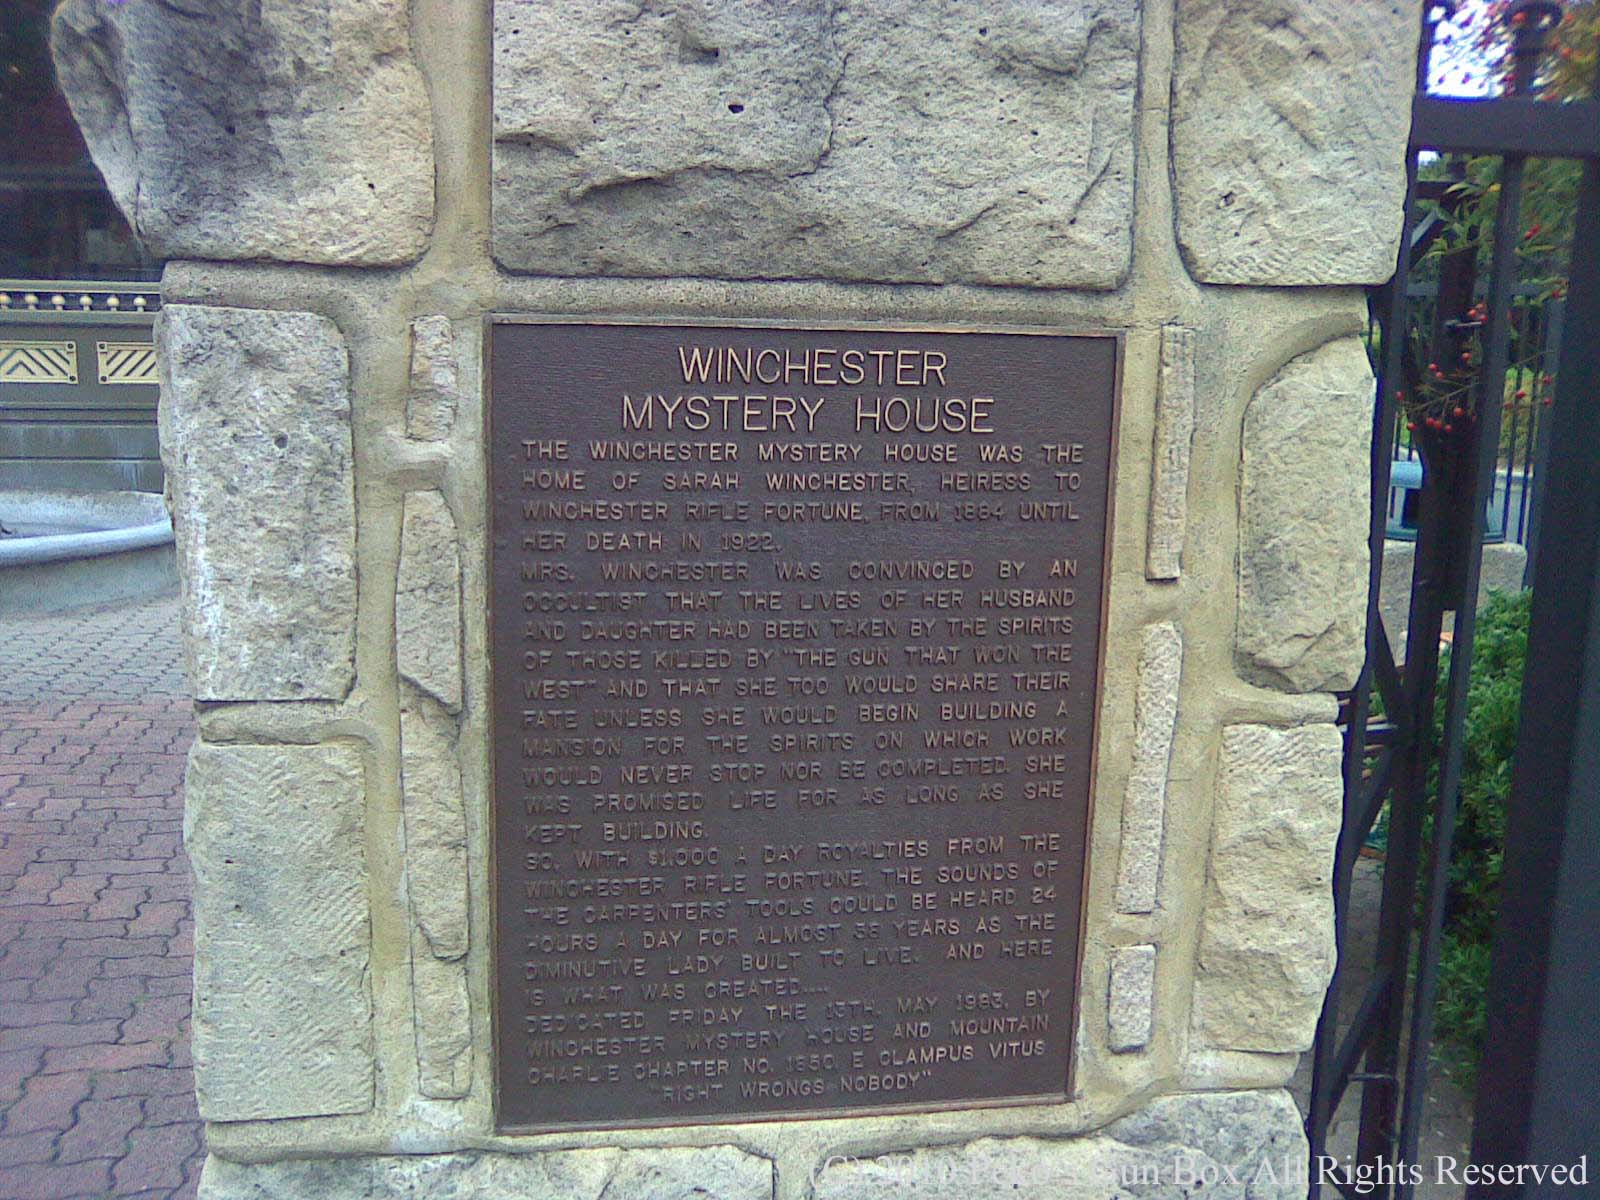 WINCHESTER
MYSTERY HOUSE
THE WINCHESTER MYSTERY HOUSE WAS THE
HOME OF SARAH WINCHESTER, HEIRESS TO
WINCHESTER RIFLE FORTUNE, FROM 1884 UNTIL
HER DEATH IN 1922.
MRS. WINCHESTER WAS CONVINCED BY AN
OCCULTIST THAT THE LIVES OF HER HUSBAND
AND DAUGHTER HAD BEEN TAKEN BY THE SPIRITS
OF THOSE KILLED BY "THE GUN THAT WON THE
WEST" AND THAT SHE TOO WOULD SHARE THEIR
FATE UNLESS SHE WOULD BEGIN BUILDING A
MANSION FOR THE SPIRITS ON WHICH WORK
WOULD NEVER STOP NOR BE COMPLETED. SHE
WAS PROMISED LIFE FOR AS LONG AS SHE
KEPT BUILDING.
SO, WITH $1,000 A DAY ROYALTIES FROM THE
WINCHESTER RIFLE FORTUNE, THE SOUNDS OF
THE CARPENTERS' TOOLS COULD BE HEARD 24
HOURS A DAY FOR ALMOST 38 YEARS AS THE
DIMINUTIVE LADY BUILT TO LIVE. AND HERE
IS WHAT WAS CREATED....
DEDICATED FRIDAY THE 13TH, MAY 1983, BY
WINCHESTER MYSTERY HOUSE AND MOUNTAIN
CHARLIE CHAPTER NO. 1850, E CLAMPUS VITUS
"RIGHT WRONGS NOBODY"
(C) 2010 Gun Box All Rights Reserved